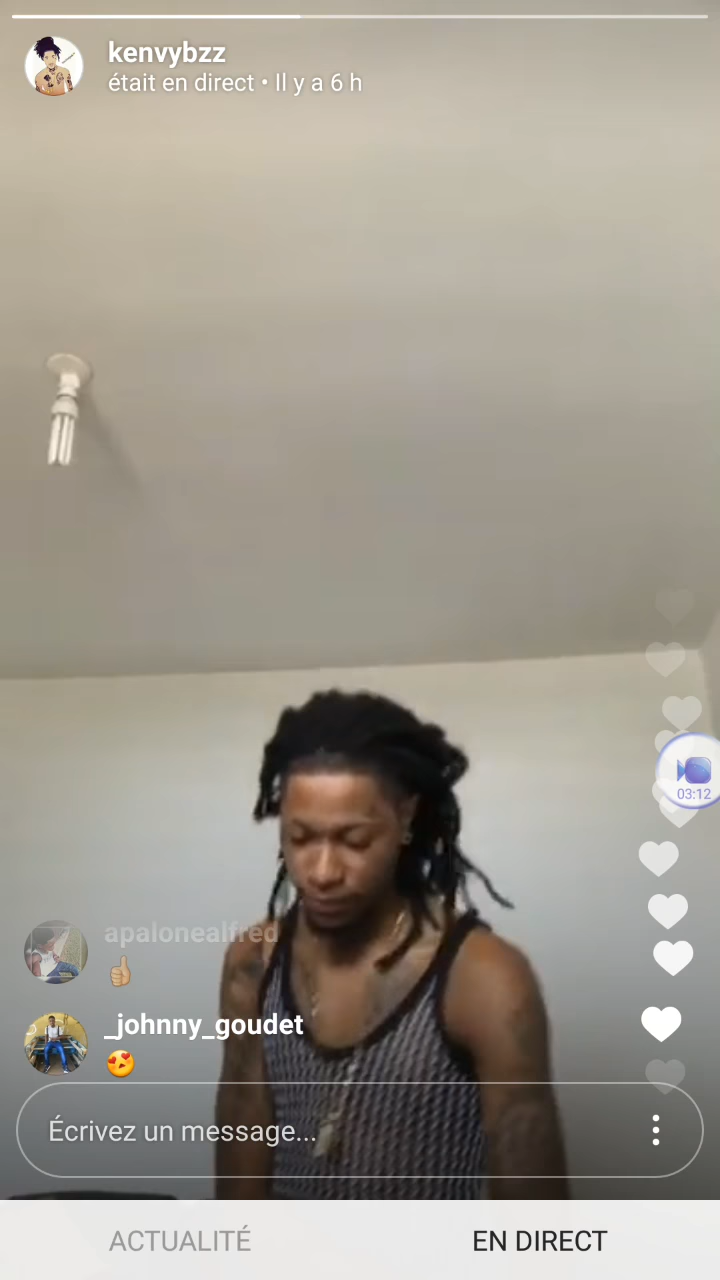 kenvybzz
était en direct • Il y a 6 h
03:12
apalonealfred
👍🏼
_johnny_goudet
😍
Écrivez un message...
ACTUALITÉ
EN DIRECT